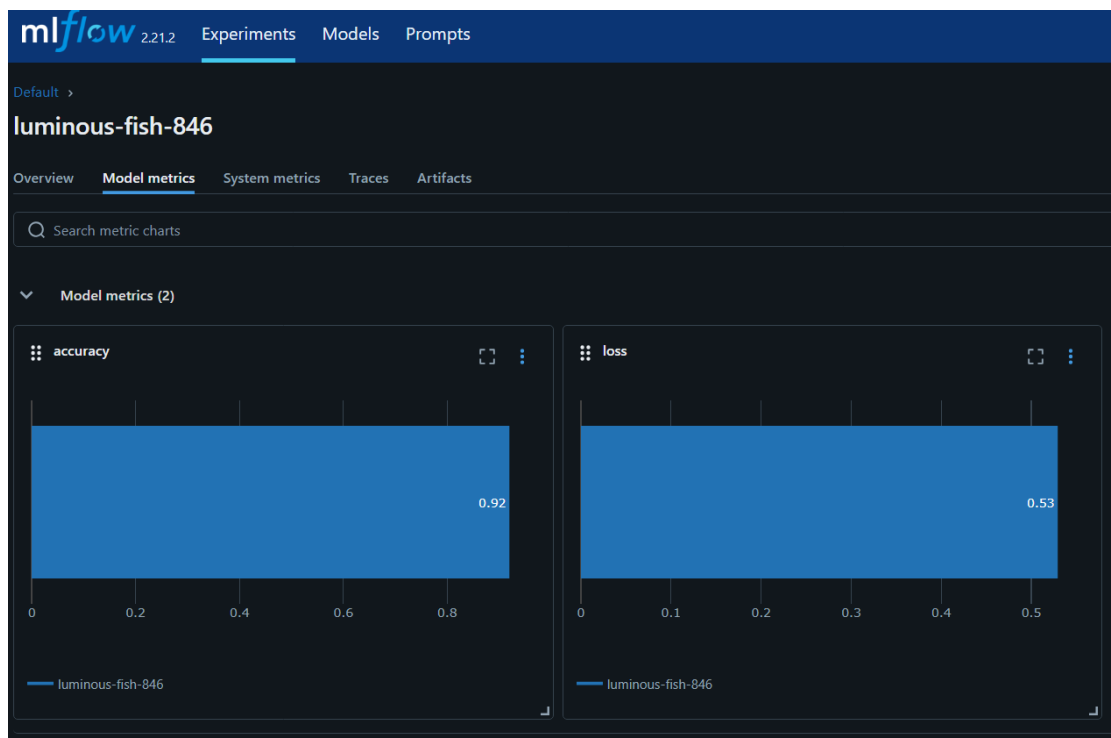 mlflow 2.21.2 Experiments Models Prompts
Default ›
luminous-fish-846
Overview Model metrics System metrics Traces Artifacts
Search metric charts
Model metrics (2)
accuracy
0.92
0 0.2 0.4 0.6 0.8
luminous-fish-846
loss
0.53
0 0.1 0.2 0.3 0.4 0.5
luminous-fish-846